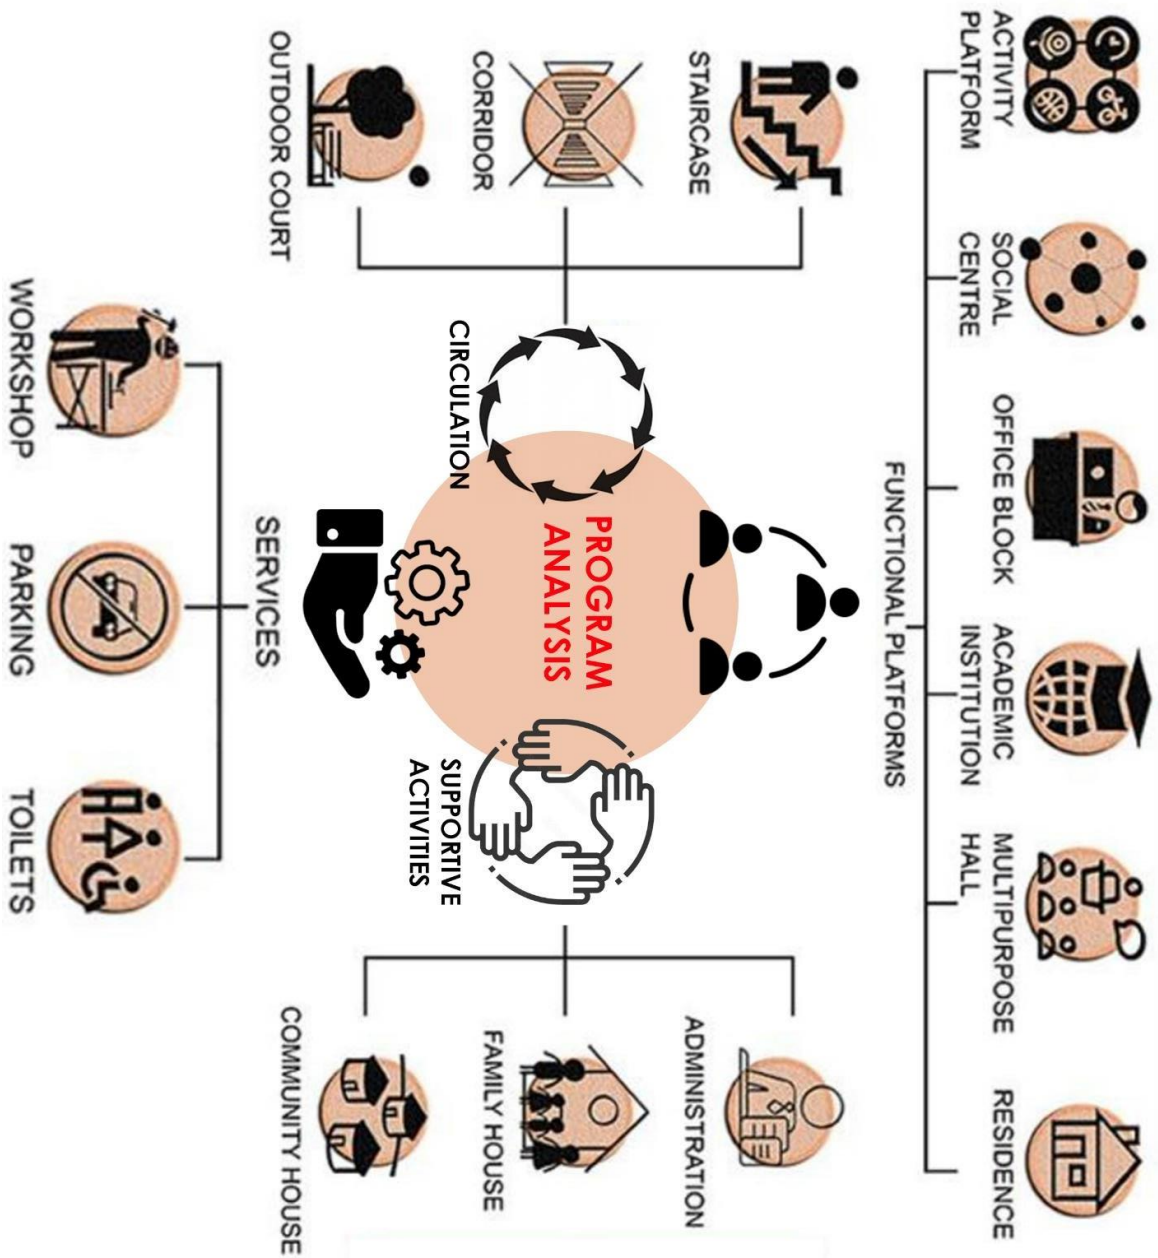 ACTIVITY
PLATFORM
SOCIAL
CENTRE
OFFICE BLOCK
ACADEMIC
INSTITUTION
MULTIPURPOSE
HALL
RESIDENCE
FUNCTIONAL PLATFORMS
STAIRCASE
CORRIDOR
OUTDOOR COURT
CIRCULATION
PROGRAM
ANALYSIS
SUPPORTIVE
ACTIVITIES
ADMINISTRATION
FAMILY HOUSE
COMMUNITY HOUSE
SERVICES
WORKSHOP
PARKING
TOILETS